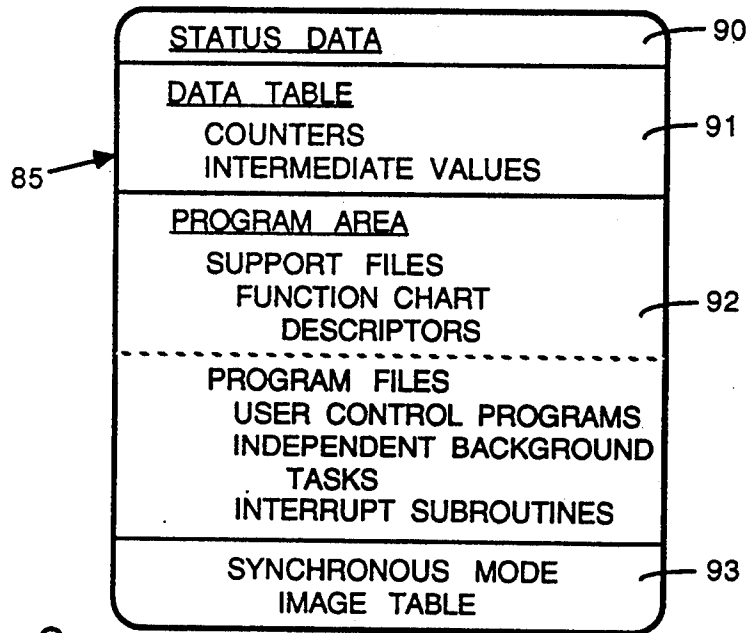 STATUS DATA
90
DATA TABLE
COUNTERS
91
INTERMEDIATE VALUES
85
PROGRAM AREA
SUPPORT FILES
FUNCTION CHART
92
DESCRIPTORS
PROGRAM FILES
USER CONTROL PROGRAMS
INDEPENDENT BACKGROUND
TASKS
INTERRUPT SUBROUTINES
SYNCHRONOUS MODE
93
IMAGE TABLE